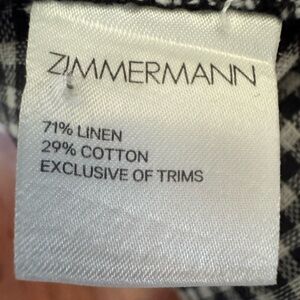 ZIMMERMANN
71% LINEN
29% COTTON
EXCLUSIVE OF TRIMS